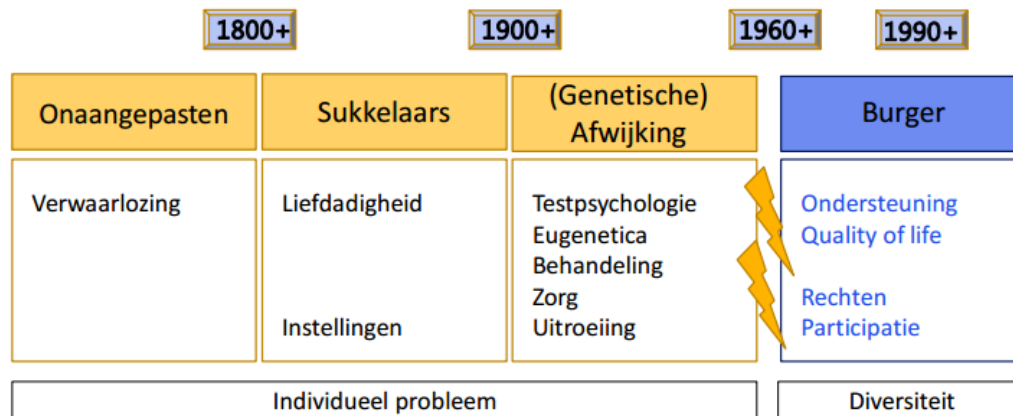 1800+
1900+
1960+
1990+
Onaangepasten
Sukkelaars
(Genetische)
Afwijking
Burger
Verwaarlozing
Liefdadigheid
Instellingen
Testpsychologie
Eugenetica
Behandeling
Zorg
Uitroeiing
Ondersteuning
Quality of life
Rechten
Participatie
Individueel probleem
Diversiteit